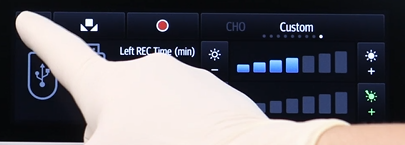 CHO Custom
Left REC Time (min)
- +
+